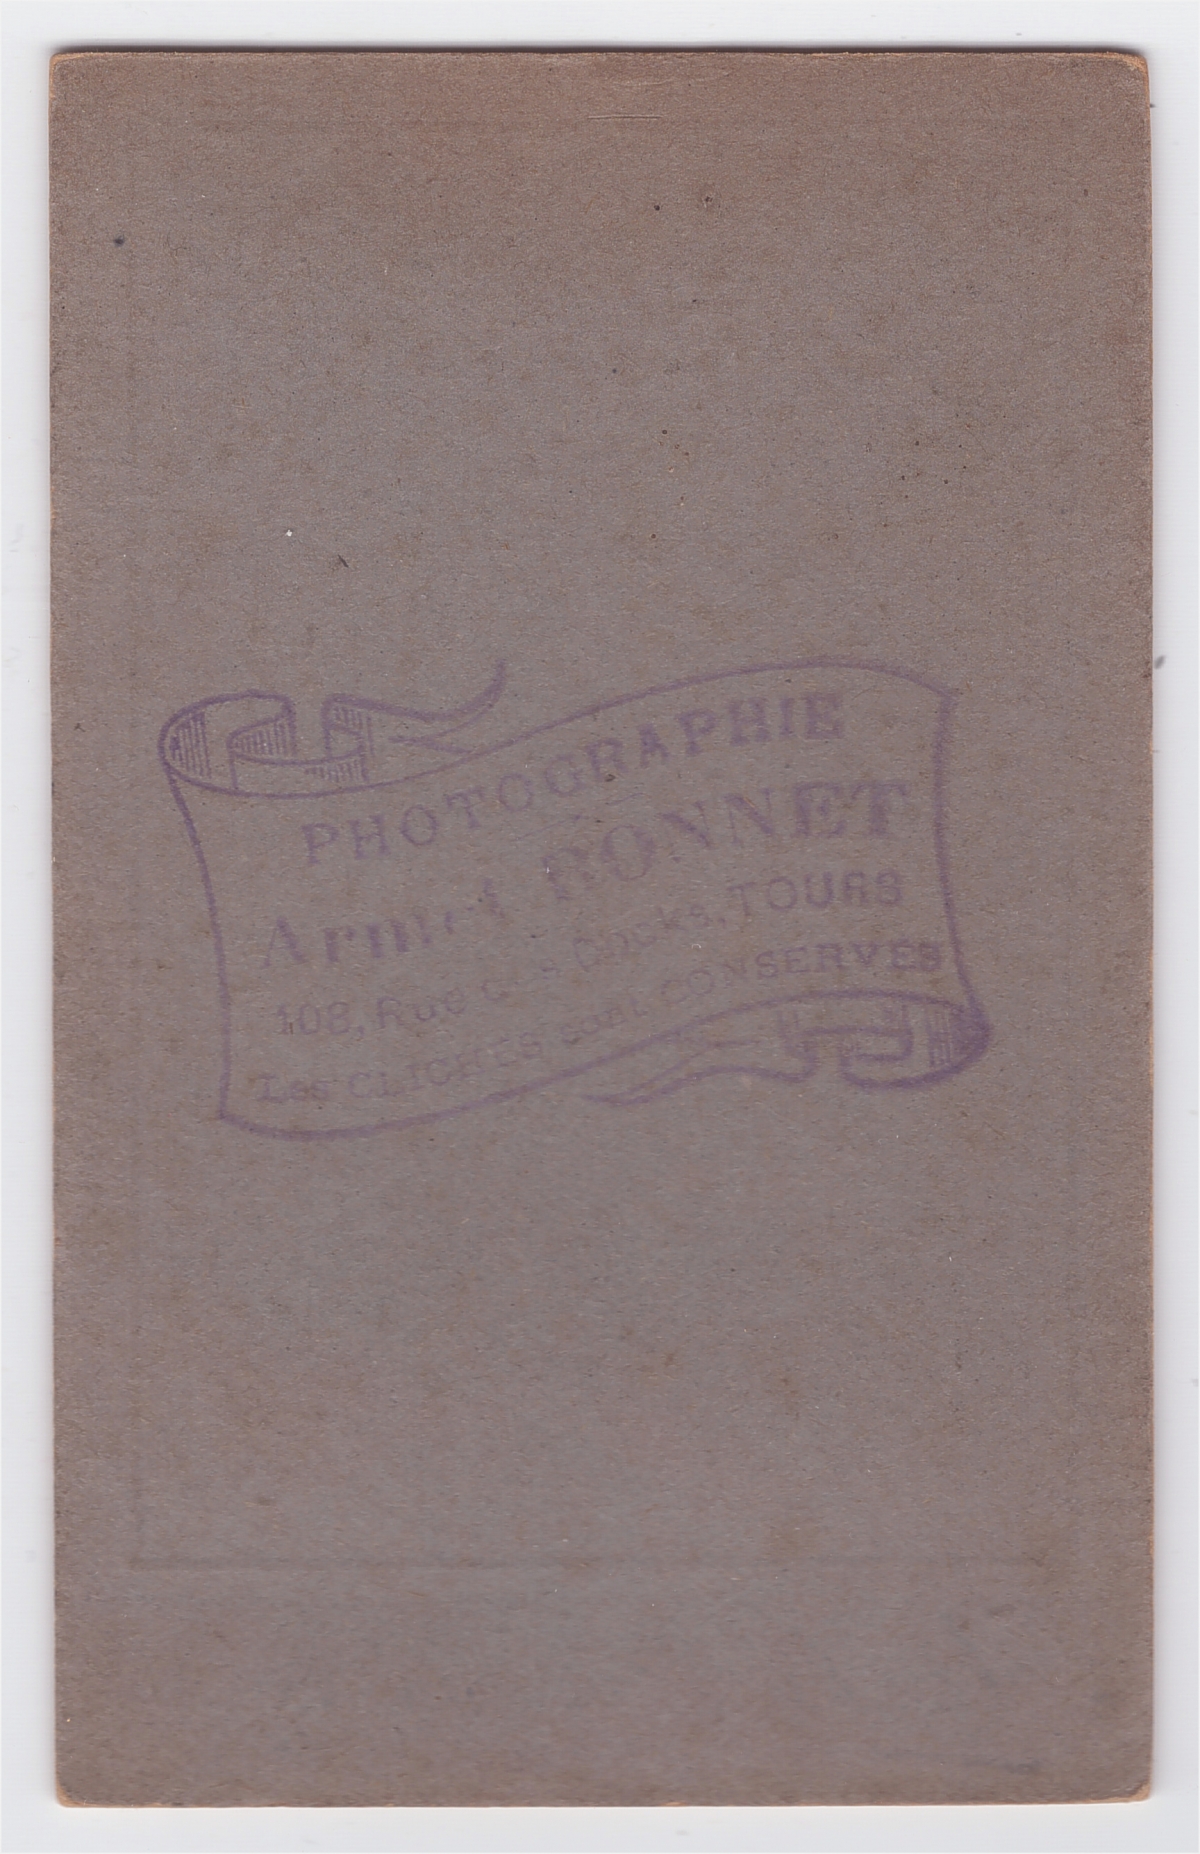 PHOTOGRAPHIE
BONNET
108, Rue TOURS
Les CLICHES sont CONSERVES